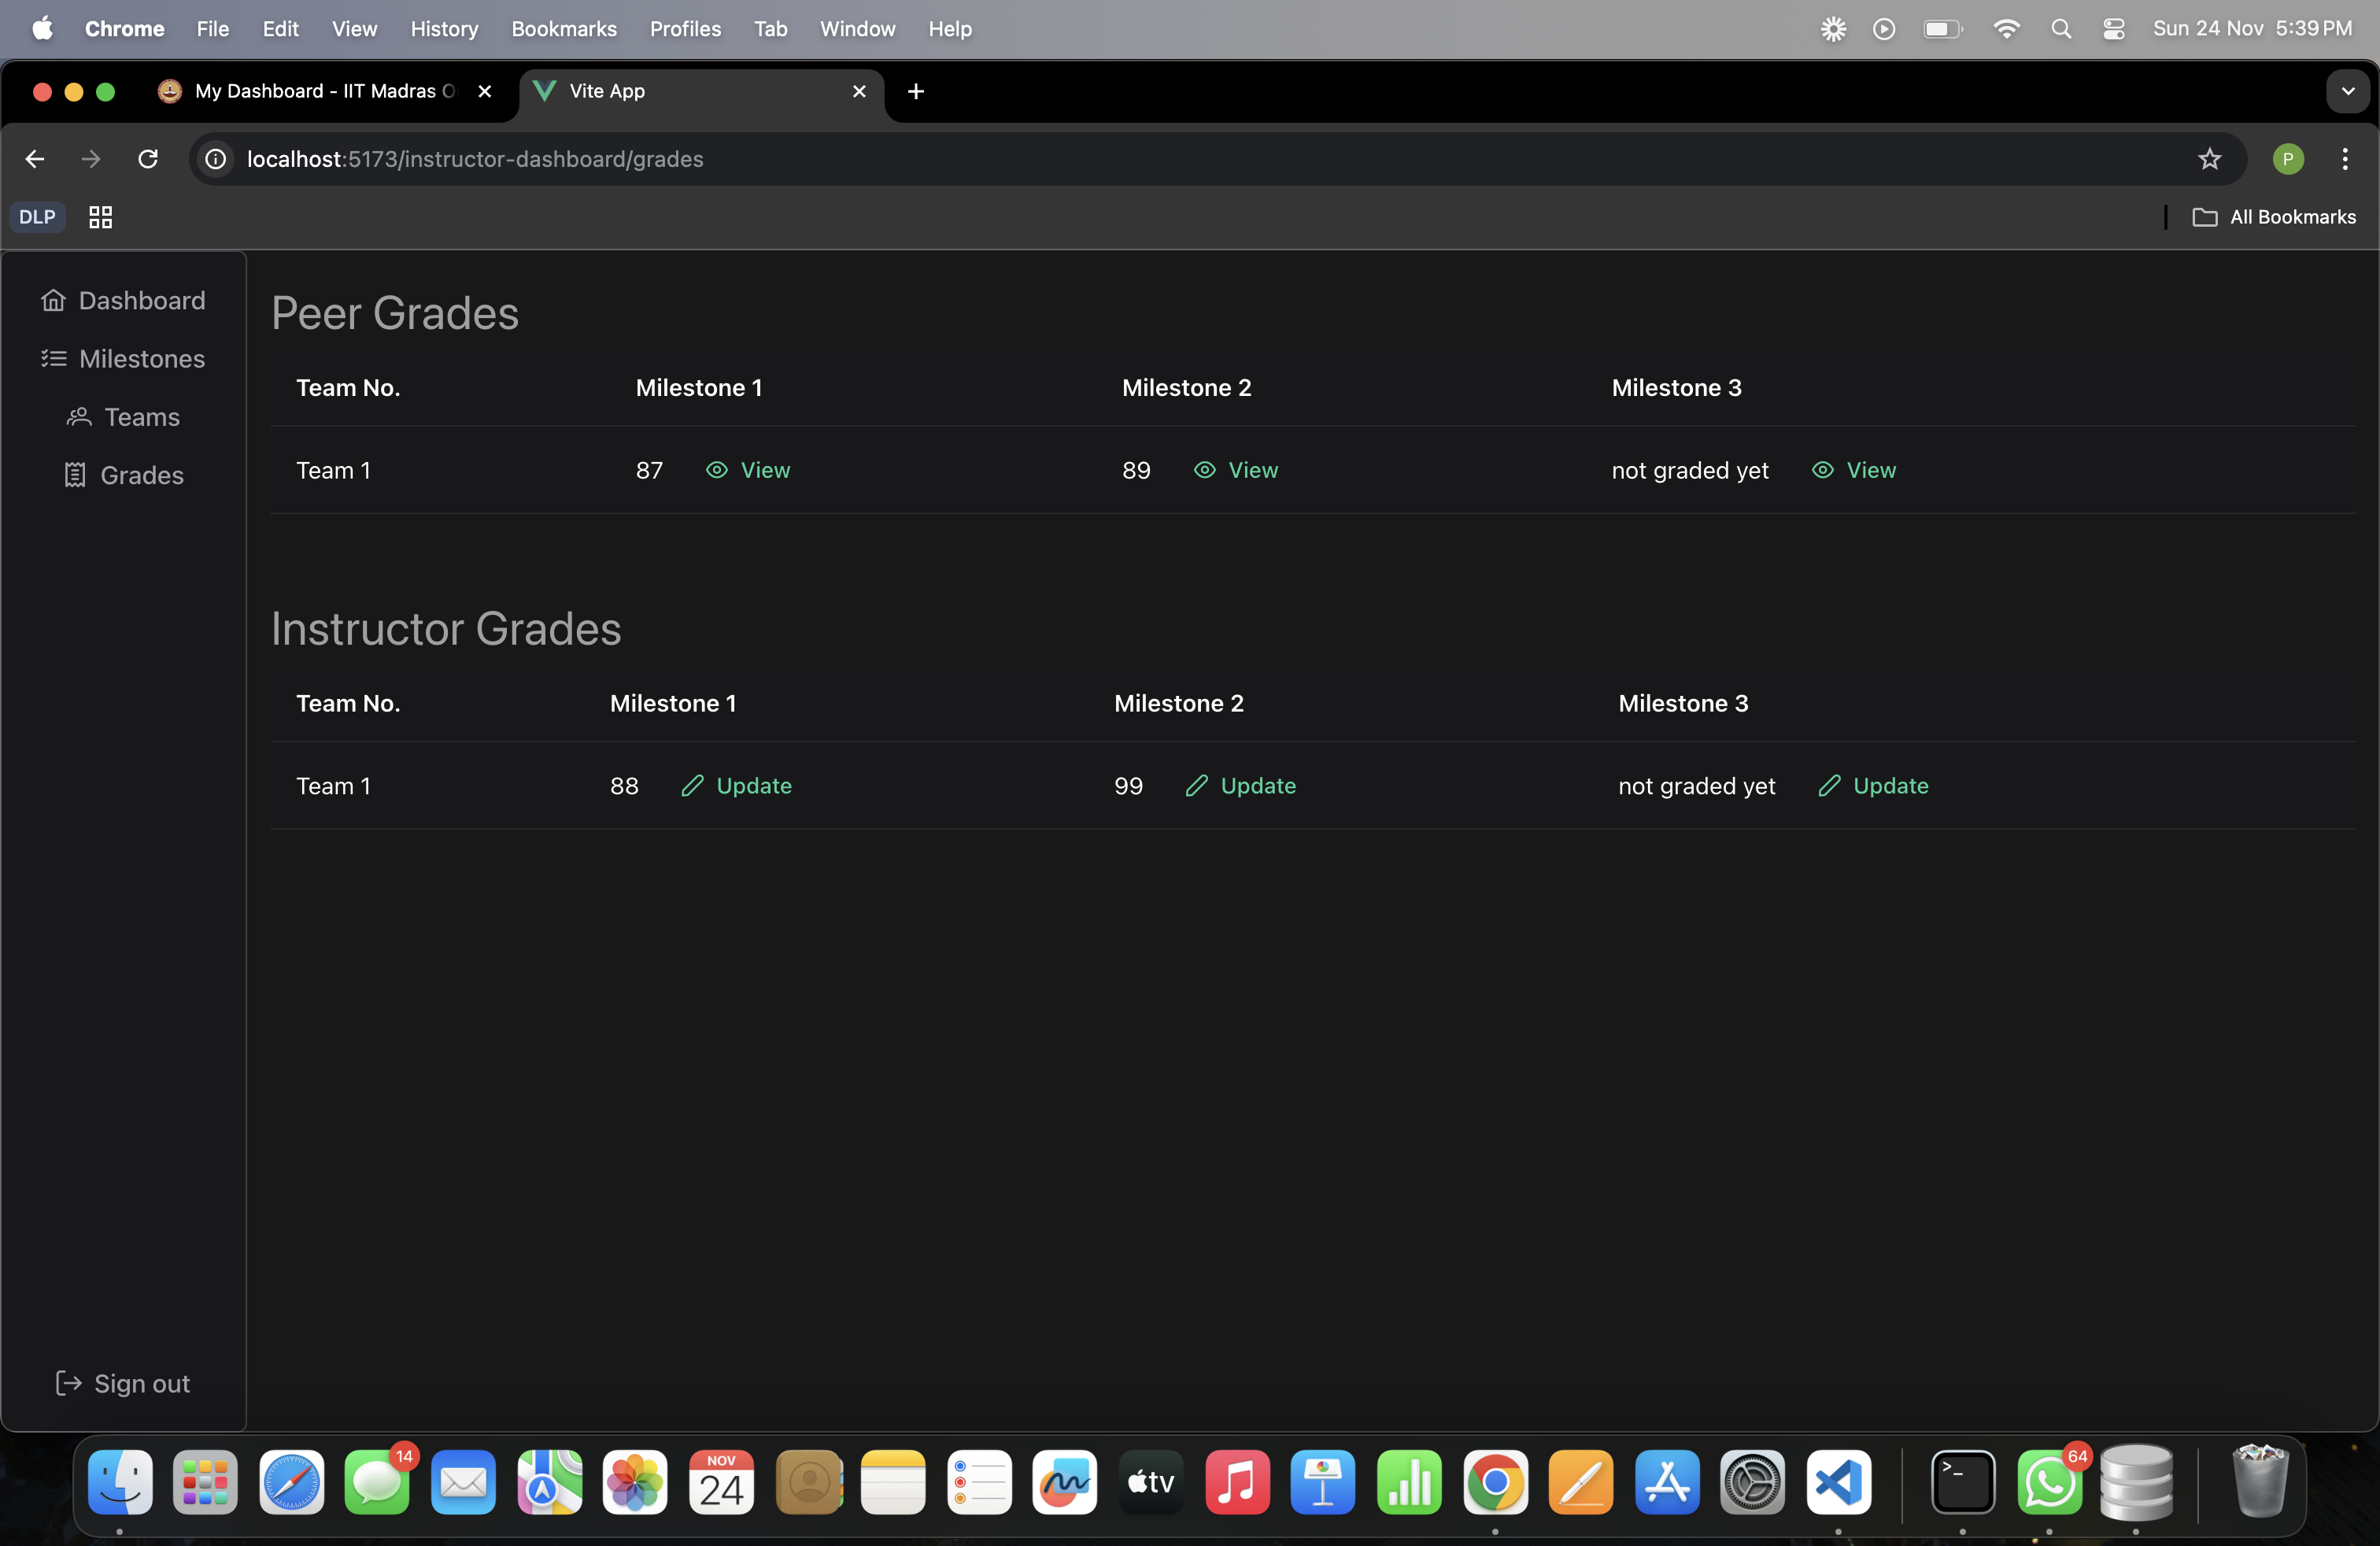 Chrome File Edit View History Bookmarks Profiles Tab Window Help Sun 24 Nov 5:39 PM
My Dashboard - IIT Madras O Vite App
localhost:5173/instructor-dashboard/grades P
DLP All Bookmarks
Dashboard
Milestones
Teams
Grades
Sign out
Peer Grades
Team No. Milestone 1 Milestone 2 Milestone 3
Team 1 87 View 89 View not graded yet View
Instructor Grades
Team No. Milestone 1 Milestone 2 Milestone 3
Team 1 88 Update 99 Update not graded yet Update
14 NOV 24 tv >_ 64